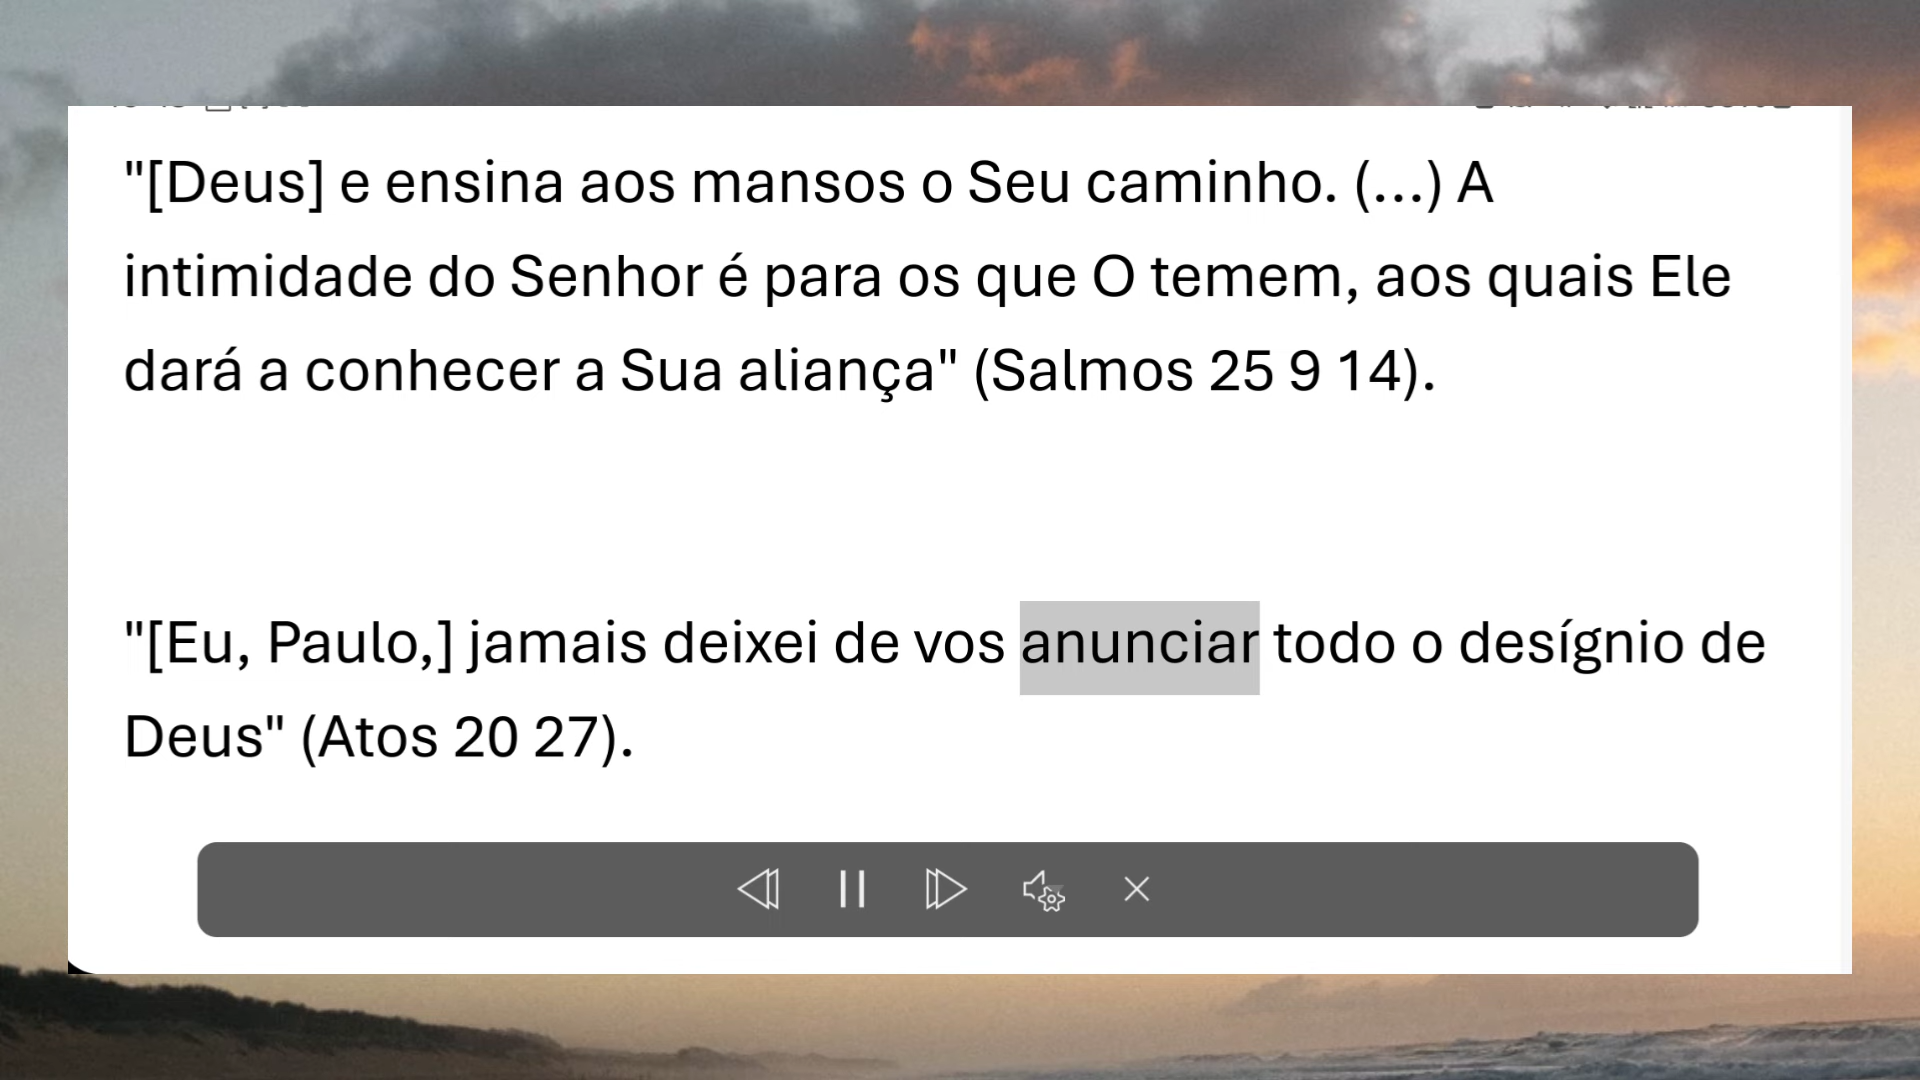 "[Deus] e ensina aos mansos o Seu caminho. (...) A
intimidade do Senhor é para os que O temem, aos quais Ele
dará a conhecer a Sua aliança" (Salmos 25 9 14).
"[Eu, Paulo,] jamais deixei de vos anunciar todo o desígnio de
Deus" (Atos 20 27).